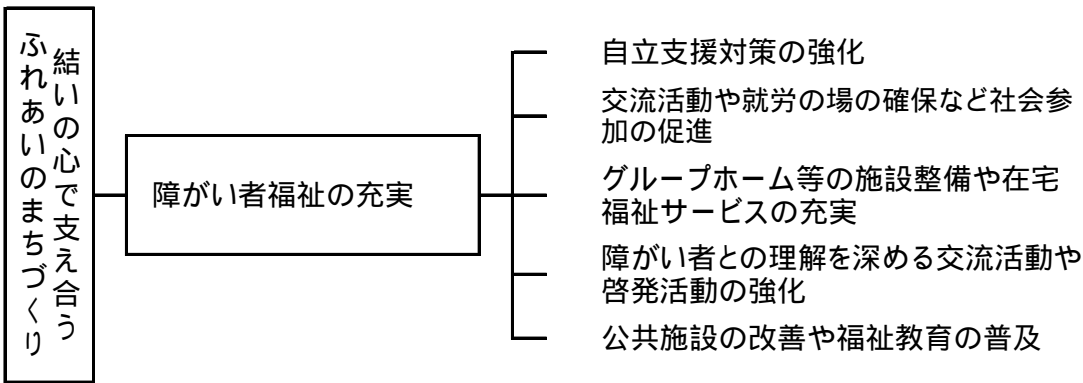 結いの心で支え合う
ふれあいのまちづくり
障がい者福祉の充実
自立支援対策の強化
交流活動や就労の場の確保など社会参
加の促進
グループホーム等の施設整備や在宅
福祉サービスの充実
障がい者との理解を深める交流活動や
啓発活動の強化
公共施設の改善や福祉教育の普及